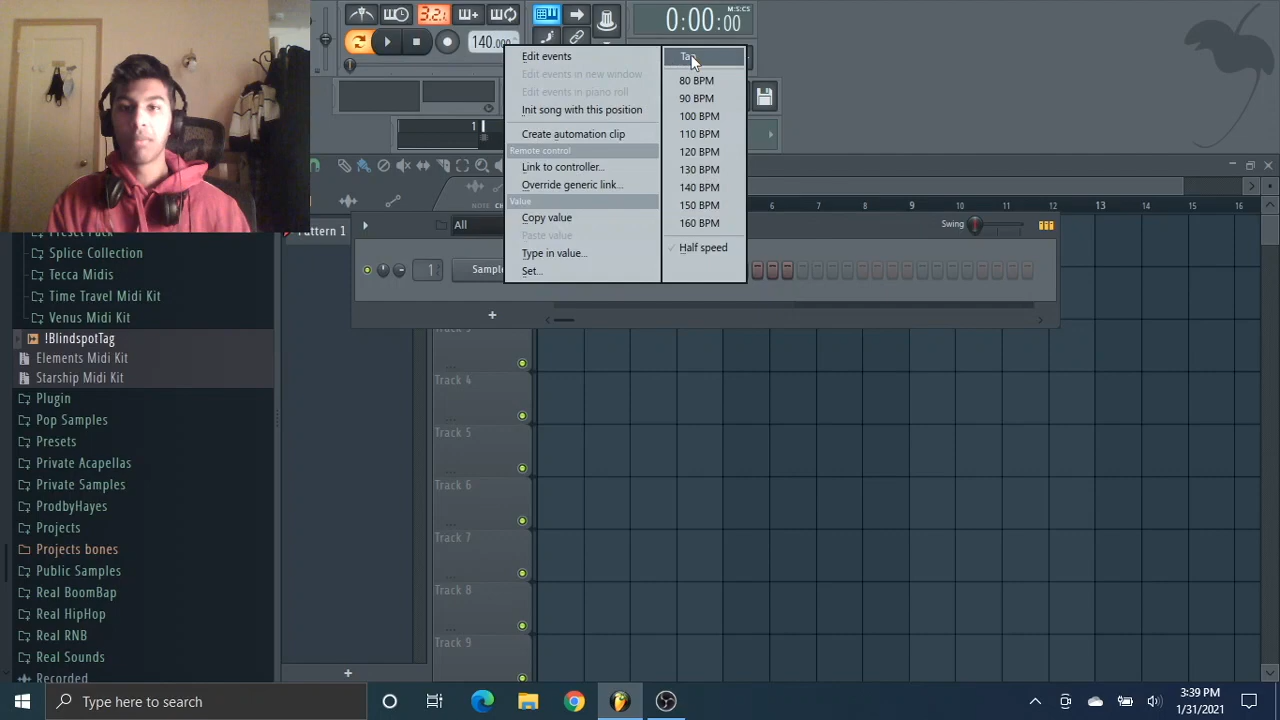 3.2.
0:00:00
M:S:CS
140.000
Edit events
Edit events in new window
Edit events in piano roll
Init song with this position
Create automation clip
Remote control
Link to controller...
Override generic link...
Value
Copy value
Paste value
Type in value...
Set...
80 BPM
90 BPM
100 BPM
110 BPM
120 BPM
130 BPM
140 BPM
150 BPM
160 BPM
Half speed
1
All
Swing
1
Pattern 1
5 6 7 8 9 10 11 12 13 14 15 16
Splice Collection
Tecca Midis
Time Travel Midi Kit
Venus Midi Kit
!BlindspotTag
Elements Midi Kit
Starship Midi Kit
Plugin
Pop Samples
Presets
Private Acapellas
Private Samples
ProdbyHayes
Projects
Projects bones
Public Samples
Real BoomBap
Real HipHop
Real RNB
Real Sounds
Recorded
Track 4
Track 5
Track 6
Track 7
Track 8
Track 9
Type here to search
3:39 PM
1/31/2021